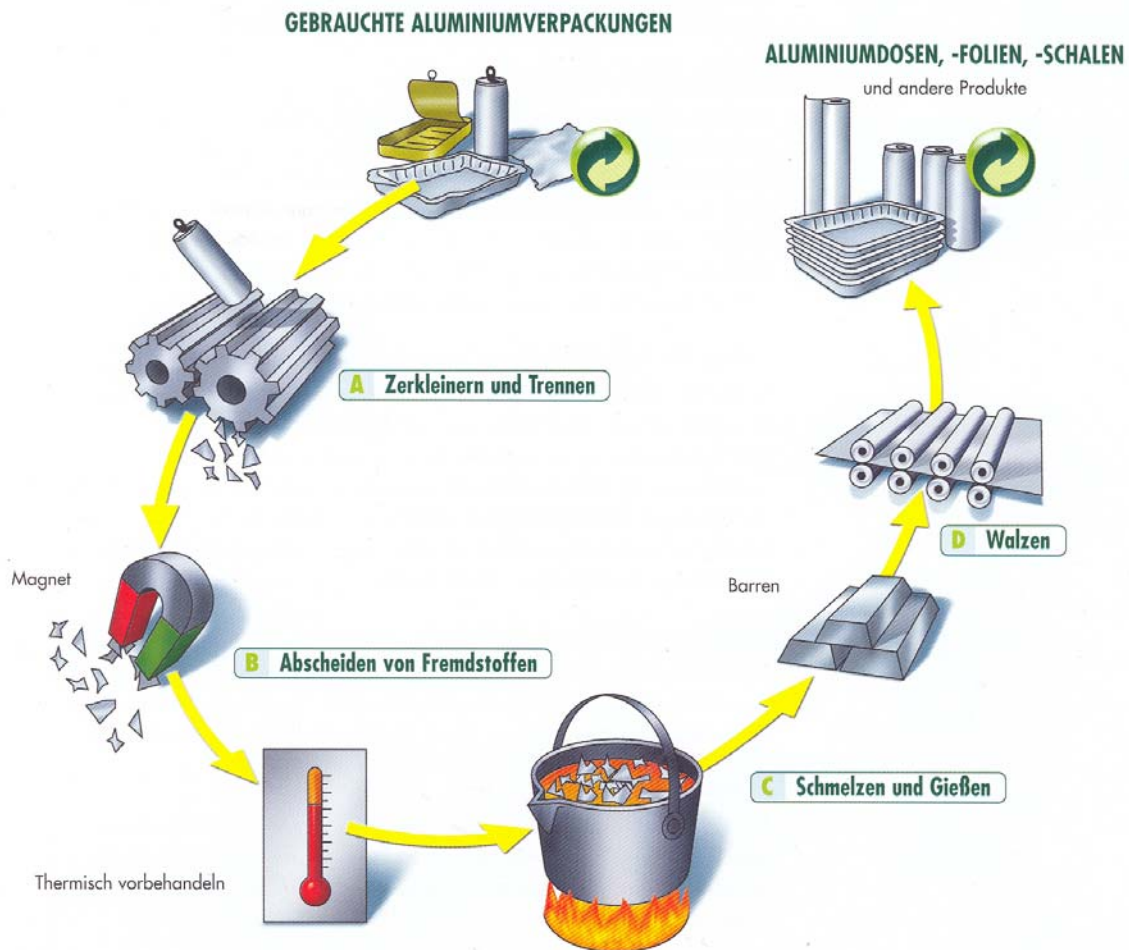 GEBRAUCHTE ALUMINIUMVERPACKUNGEN
ALUMINIUMDOSEN, -FOLIEN, -SCHALEN
und andere Produkte
A Zerkleinern und Trennen
Magnet
B Abscheiden von Fremdstoffen
Thermisch vorbehandeln
C Schmelzen und Gießen
Barren
D Walzen